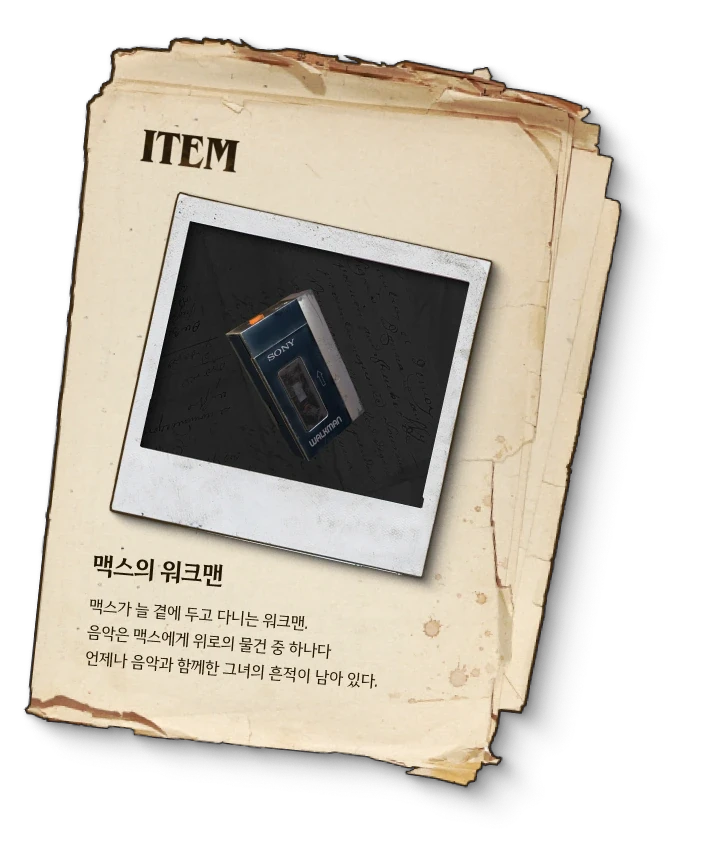 ITEM
SONY
WALKMAN
맥스의 워크맨
맥스가 늘 곁에 두고 다니는 워크맨.
음악은 맥스에게 위로의 물건 중 하나다
언제나 음악과 함께한 그녀의 흔적이 남아 있다.